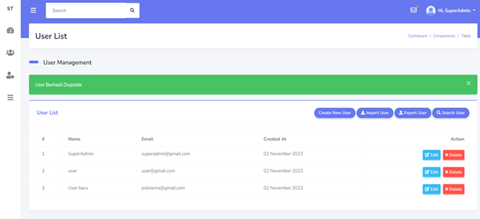 ST
Search
Hi, SuperAdmin
User List
Dashboard / Components / Table
User Management
User Berhasil Diupdate
×
User List
Create New User
Import User
Export User
Search User
# Name Email Created At Action
1 SuperAdmin superadmin@gmail.com 02 November 2023 Edit Delete
2 user user@gmail.com 02 November 2023 Edit Delete
3 User baru polinema@gmail.com 02 November 2023 Edit Delete